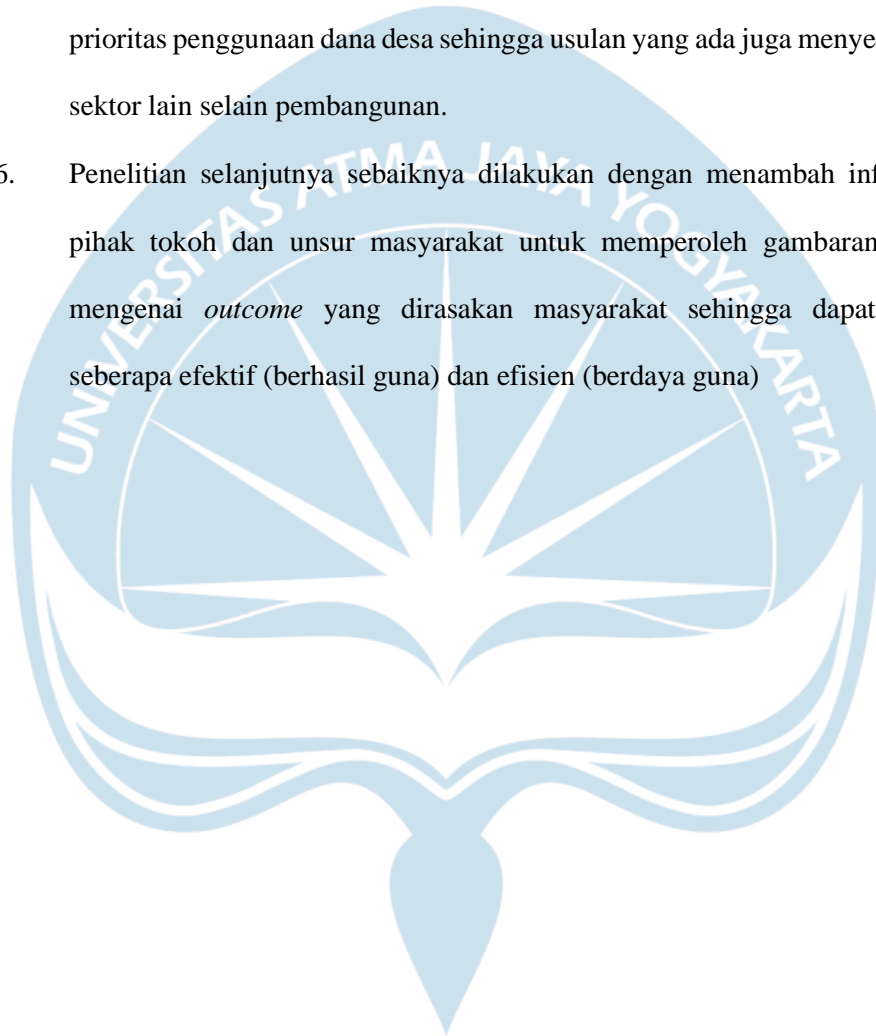 prioritas penggunaan dana desa sehingga usulan yang ada juga menye
sektor lain selain pembangunan.
6. Penelitian selanjutnya sebaiknya dilakukan dengan menambah inf
pihak tokoh dan unsur masyarakat untuk memperoleh gambaran
mengenai outcome yang dirasakan masyarakat sehingga dapat
seberapa efektif (berhasil guna) dan efisien (berdaya guna)
UNIVERSITAS ATMA JAYA YOGYAKARTA